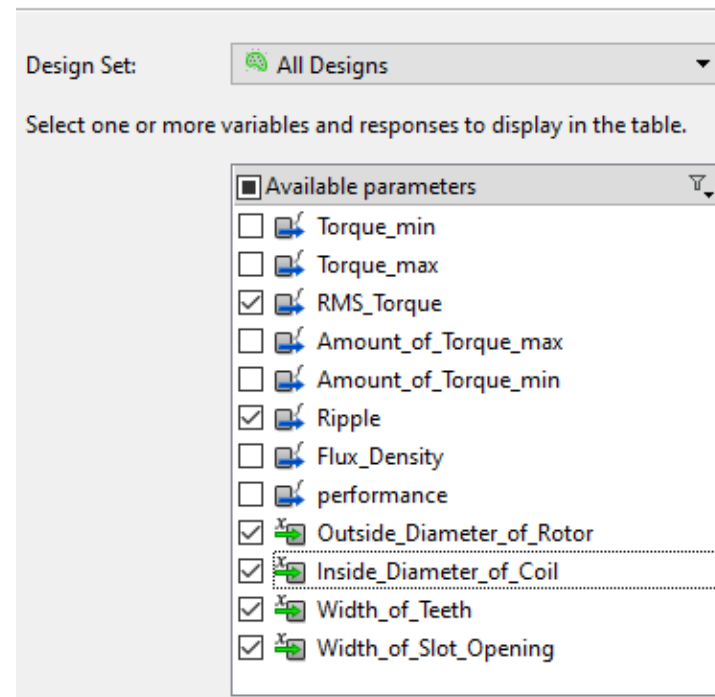 Design Set:
All Designs
Select one or more variables and responses to display in the table.
Available parameters
Torque_min
Torque_max
RMS_Torque
Amount_of_Torque_max
Amount_of_Torque_min
Ripple
Flux_Density
performance
Outside_Diameter_of_Rotor
Inside_Diameter_of_Coil
Width_of_Teeth
Width_of_Slot_Opening